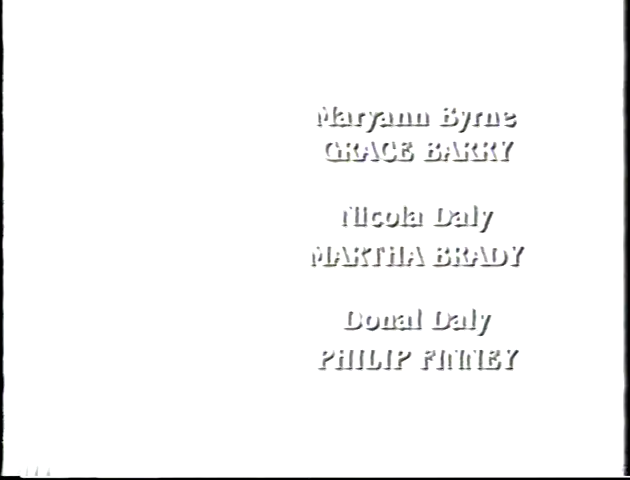 Maryann Byrne
GRACE BARRY
Nicola Daly
MARTHA BRADY
Donal Daly
PHILIP FINNEY